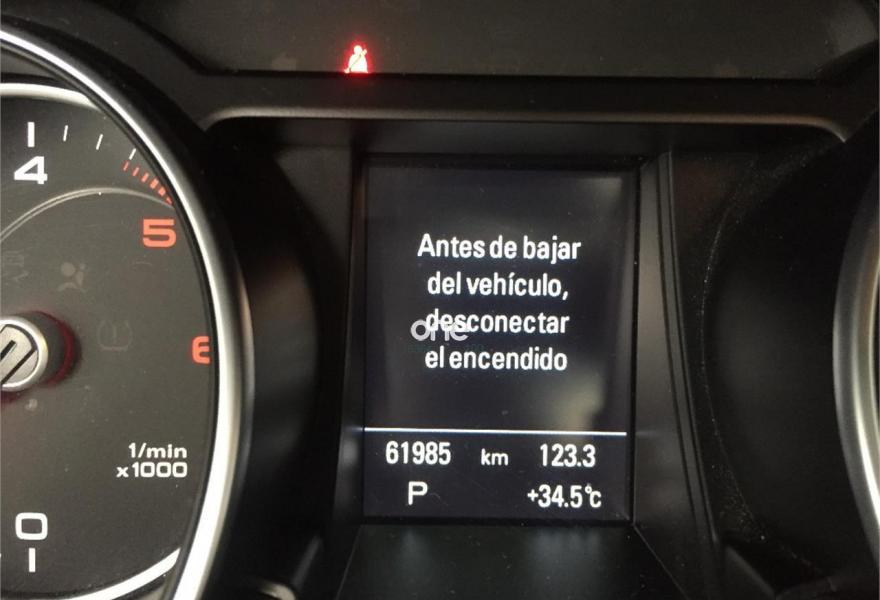 4
5
6
1/min
x1000
0
Antes de bajar
del vehículo,
desconectar
one
el encendido
61985 km 123.3
P +34.5°c